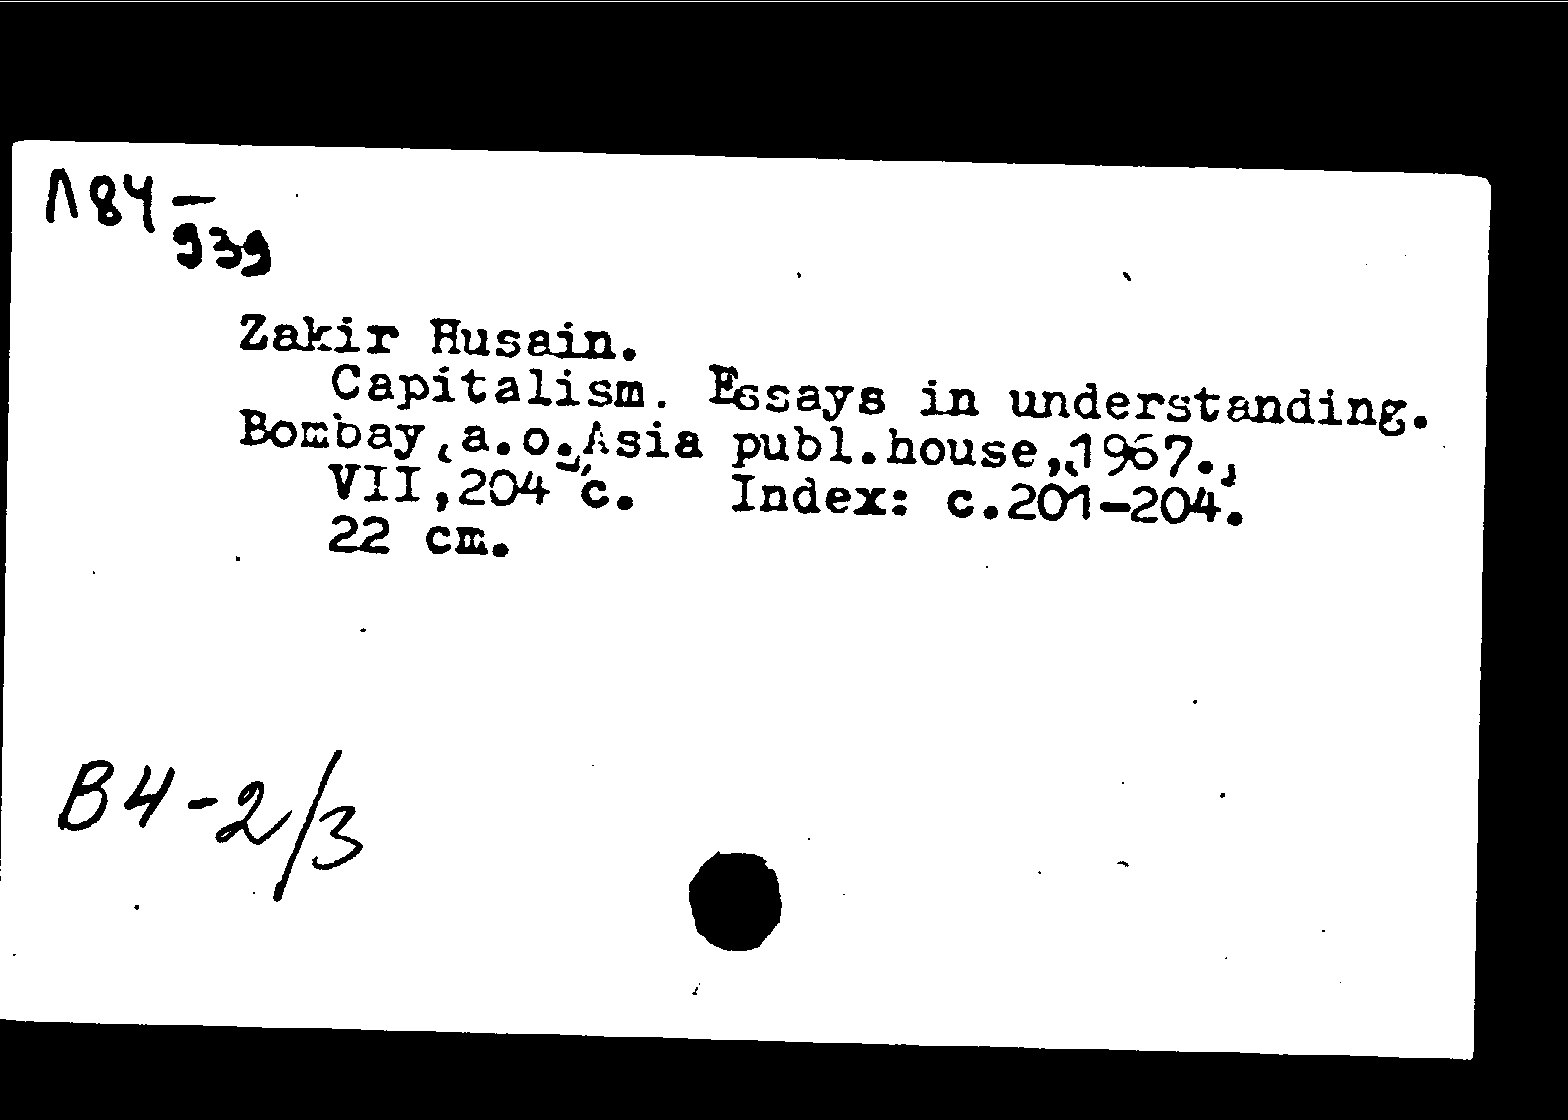 Л84-
939
Zakir Husain.
Capitalism. Essays in understanding.
Bombay,a.o.,Asia publ.house,1967.,
VII,204 c. Index: c.201-204.
22 cm.
В4-2/3